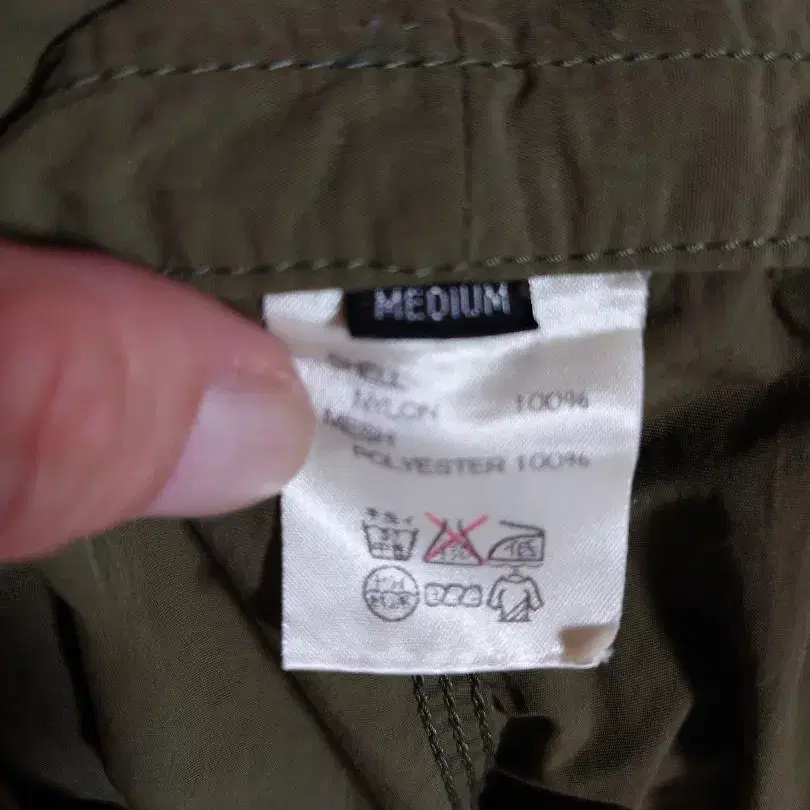 MEDIUM
SHELL
NYLON 100%
MESH
POLYESTER 100%